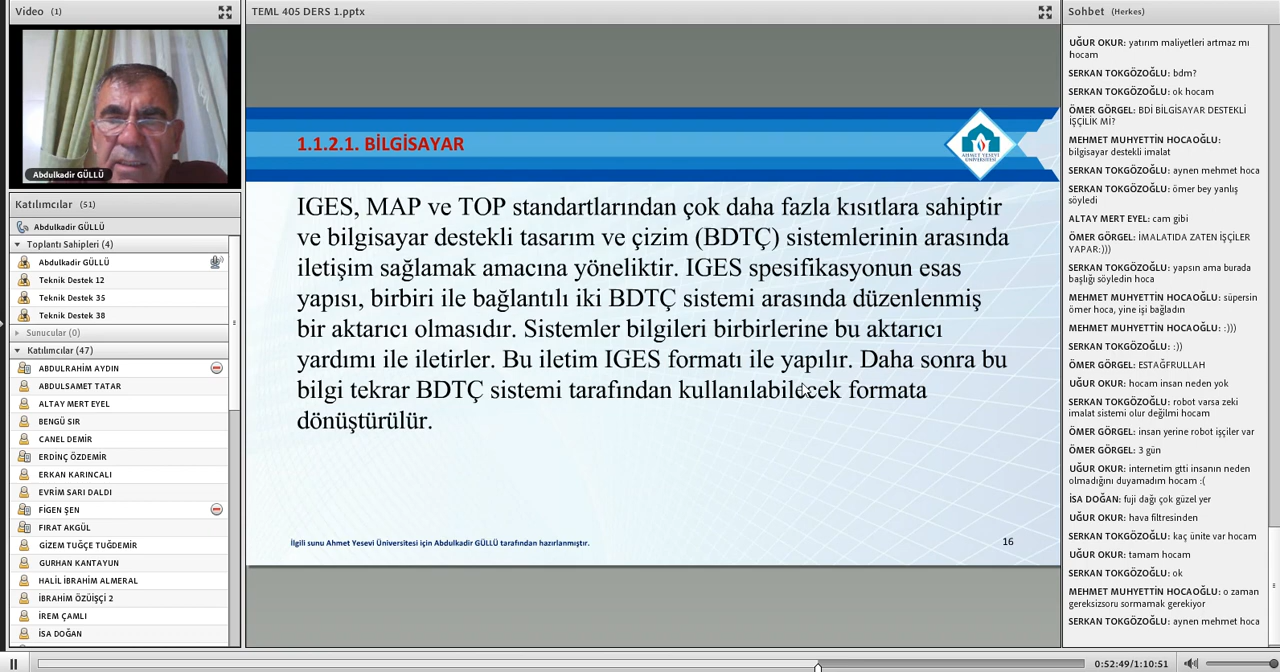 Video (1)
Abdulkadir GÜLLÜ
Katılımcılar (51)
Abdulkadir GÜLLÜ
Toplantı Sahipleri (4)
Abdulkadir GÜLLÜ
Teknik Destek 12
Teknik Destek 35
Teknik Destek 38
Sunucular (0)
Katılımcılar (47)
ABDULRAHİM AYDIN
ABDULSAMET TATAR
ALTAY MERT EYEL
BENGÜ SIR
CANEL DEMİR
ERDİNÇ ÖZDEMİR
ERKAN KARINCALI
EVRİM SARI DALDI
FİGEN ŞEN
FIRAT AKGÜL
GİZEM TUĞÇE TUĞDEMİR
GURHAN KANTAYUN
HALİL İBRAHİM ALMERAL
İBRAHİM ÖZÜİŞÇİ 2
İREM ÇAMLI
İSA DOĞAN
TEML 405 DERS 1.pptx
1.1.2.1. BİLGİSAYAR
AHMET YESEVİ
ÜNİVERSİTESİ
IGES, MAP ve TOP standartlarından çok daha fazla kısıtlara sahiptir
ve bilgisayar destekli tasarım ve çizim (BDTÇ) sistemlerinin arasında
iletişim sağlamak amacına yöneliktir. IGES spesifikasyonun esas
yapısı, birbiri ile bağlantılı iki BDTÇ sistemi arasında düzenlenmiş
bir aktarıcı olmasıdır. Sistemler bilgileri birbirlerine bu aktarıcı
yardımı ile iletirler. Bu iletim IGES formatı ile yapılır. Daha sonra bu
bilgi tekrar BDTÇ sistemi tarafından kullanılabilecek formata
dönüştürülür.
İlgili sunu Ahmet Yesevi Üniversitesi için Abdulkadir GÜLLÜ tarafından hazırlanmıştır.
16
Sohbet (Herkes)
UĞUR OKUR: yatırım maliyetleri artmaz mı
hocam
SERKAN TOKGÖZOĞLU: bdm?
SERKAN TOKGÖZOĞLU: ok hocam
ÖMER GÖRGEL: BDİ BİLGİSAYAR DESTEKLİ
İŞÇİLİK Mİ?
MEHMET MUHYETTİN HOCAOĞLU:
bilgisayar destekli imalat
SERKAN TOKGÖZOĞLU: aynen mehmet hoca
SERKAN TOKGÖZOĞLU: ömer bey yanlış
söyledi
ALTAY MERT EYEL: cam gibi
ÖMER GÖRGEL: İMALATIDA ZATEN İŞÇİLER
YAPAR:)))
SERKAN TOKGÖZOĞLU: yapsın ama burada
başlığı söyledin hoca
MEHMET MUHYETTİN HOCAOĞLU: süpersin
ömer hoca, yine işi bağladın
MEHMET MUHYETTİN HOCAOĞLU: :)))
SERKAN TOKGÖZOĞLU: :))
ÖMER GÖRGEL: ESTAĞFRULLAH
UĞUR OKUR: hocam insan neden yok
SERKAN TOKGÖZOĞLU: robot varsa zeki
imalat sistemi olur değilmi hocam
ÖMER GÖRGEL: insan yerine robot işçiler var
ÖMER GÖRGEL: 3 gün
UĞUR OKUR: internetim gtti insanın neden
olmadığını duyamadım hocam :(
İSA DOĞAN: fuji dağı çok güzel yer
UĞUR OKUR: hava filtresinden
SERKAN TOKGÖZOĞLU: kaç ünite var hocam
UĞUR OKUR: tamam hocam
SERKAN TOKGÖZOĞLU: ok
MEHMET MUHYETTİN HOCAOĞLU: o zaman
gereksizsoru sormamak gerekiyor
SERKAN TOKGÖZOĞLU: aynen mehmet hoca
0:52:49/1:10:51